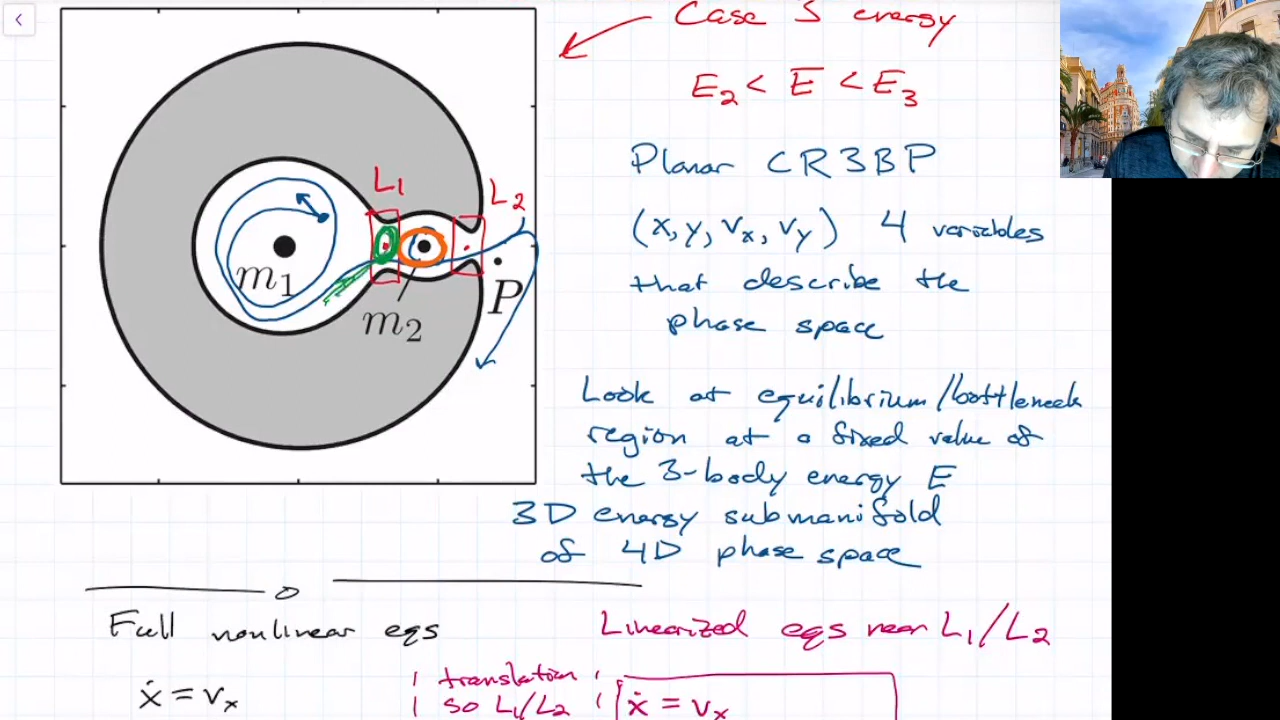 Case 3 energy
E₂ < E̅ < E₃
Planar CR3BP
(x, y, vₓ, vᵧ) 4 variables
that describe the
phase space
L₁
L₂
m₁
m₂
P
Look at equilibrium/bottleneck
region at a fixed value of
the 3-body energy E
3D energy submanifold
of 4D phase space
Full nonlinear eqs
Linearized eqs near L₁/L₂
translation
so L₁/L₂
ẋ = vₓ
ẋ = vₓ